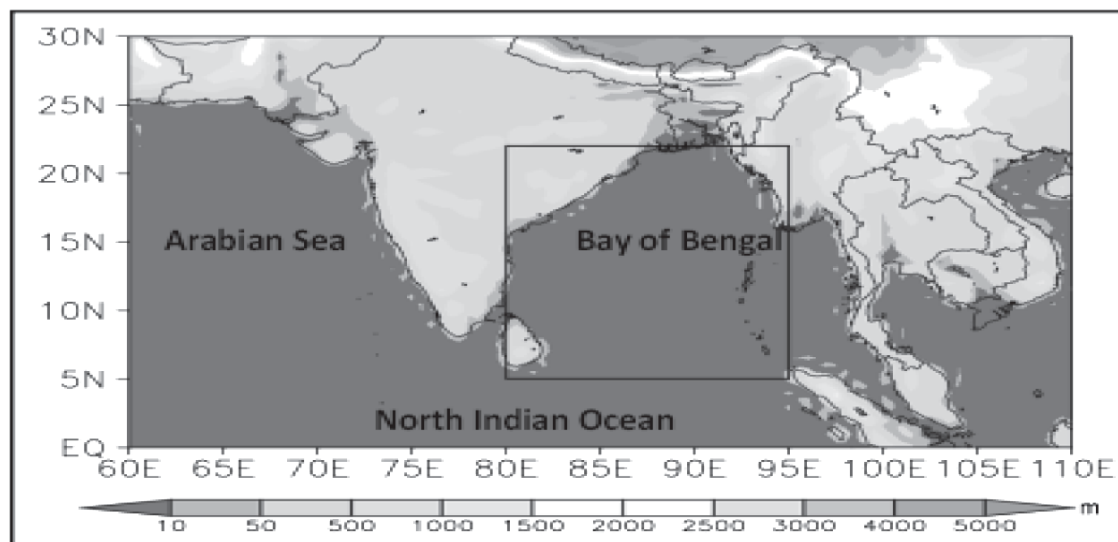 30N
25N
20N
15N
10N
5N
EQ
Arabian Sea
Bay of Bengal
North Indian Ocean
60E 65E 70E 75E 80E 85E 90E 95E 100E 105E 110E
10 50 500 1000 1500 2000 2500 3000 4000 5000 m